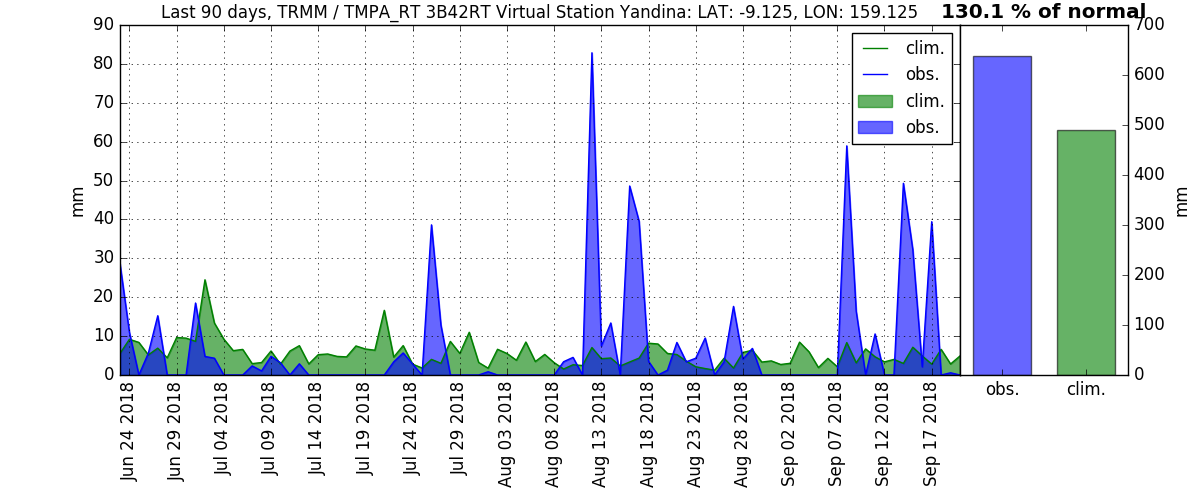 Last 90 days, TRMM / TMPA_RT 3B42RT Virtual Station Yandina: LAT: -9.125, LON: 159.125
130.1 % of normal
90
80
70
60
50
40
30
20
10
0
mm
clim.
obs.
clim.
obs.
Jun 24 2018
Jun 29 2018
Jul 04 2018
Jul 09 2018
Jul 14 2018
Jul 19 2018
Jul 24 2018
Jul 29 2018
Aug 03 2018
Aug 08 2018
Aug 13 2018
Aug 18 2018
Aug 23 2018
Aug 28 2018
Sep 02 2018
Sep 07 2018
Sep 12 2018
Sep 17 2018
700
600
500
400
300
200
100
0
mm
obs.
clim.